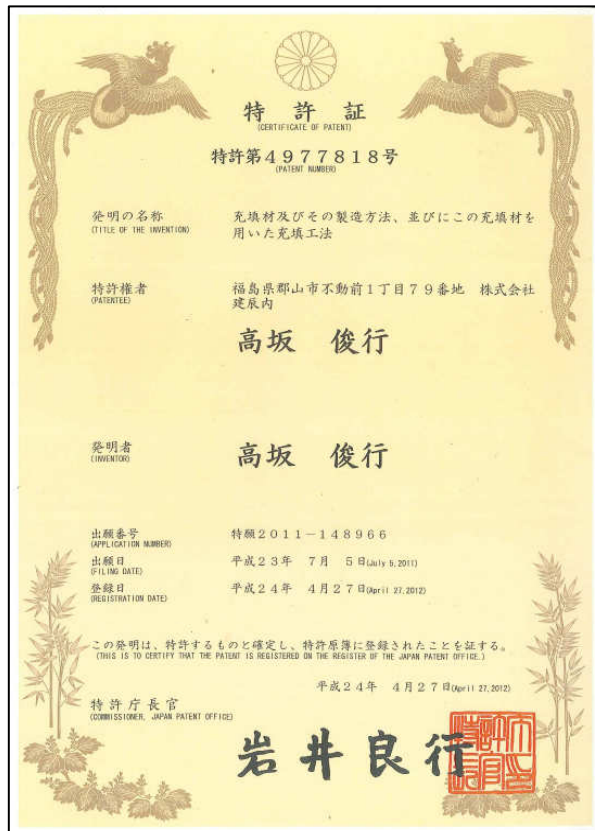 特許証
(CERTIFICATE OF PATENT)
特許第4977818号
(PATENT NUMBER)
発明の名称
(TITLE OF THE INVENTION)
充填材及びその製造方法、並びにこの充填材を
用いた充填工法
特許権者
(PATENTEE)
福島県郡山市不動前1丁目79番地 株式会社
建辰内
高坂 俊行
発明者
(INVENTOR)
高坂 俊行
出願番号
(APPLICATION NUMBER)
特願2011-148966
出願日
(FILING DATE)
平成23年 7月 5日(July 5,2011)
登録日
(REGISTRATION DATE)
平成24年 4月27日(April 27,2012)
この発明は、特許するものと確定し、特許原簿に登録されたことを証する。
(THIS IS TO CERTIFY THAT THE PATENT IS REGISTERED ON THE REGISTER OF THE JAPAN PATENT OFFICE.)
平成24年 4月27日(April 27,2012)
特許庁長官
(COMMISSIONER, JAPAN PATENT OFFICE)
岩井良行